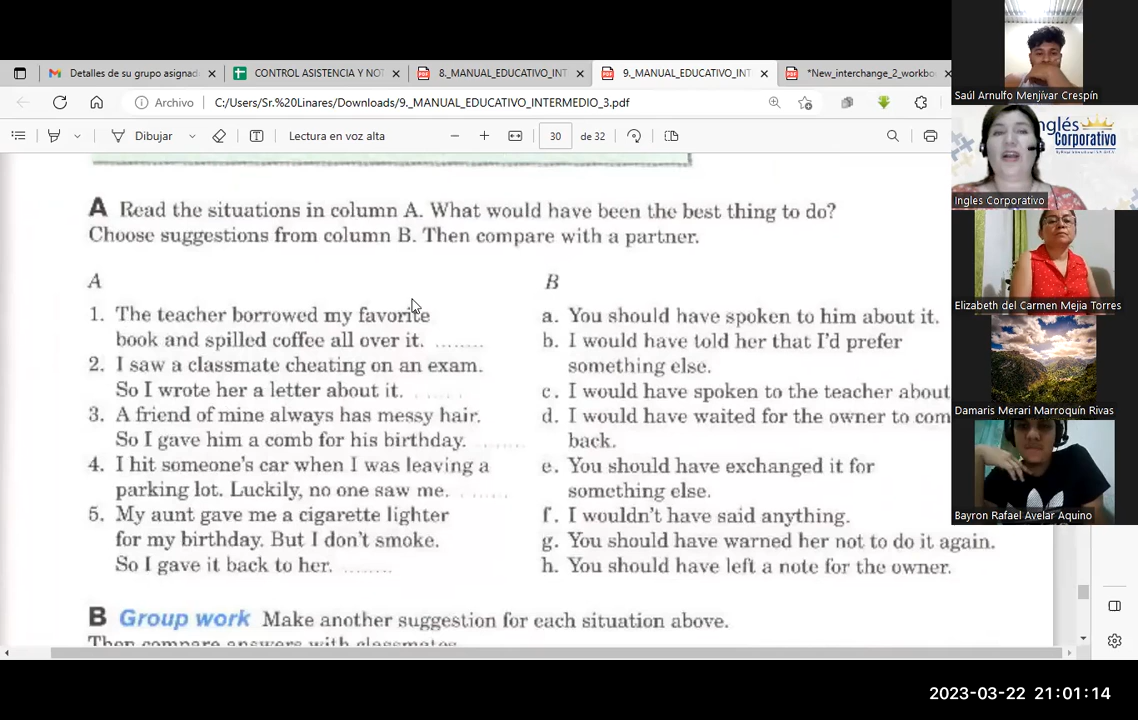 Detalles de su grupo asignad
CONTROL ASISTENCIA Y NOT
8._MANUAL_EDUCATIVO_INT
9._MANUAL_EDUCATIVO_INT
*New_interchange_2_workbo
Archivo
C:/Users/Sr.%20Linares/Downloads/9._MANUAL_EDUCATIVO_INTERMEDIO_3.pdf
Dibujar
Lectura en voz alta
30
de 32
A Read the situations in column A. What would have been the best thing to do?
Choose suggestions from column B. Then compare with a partner.
A
1. The teacher borrowed my favorite
book and spilled coffee all over it. ........
2. I saw a classmate cheating on an exam.
So I wrote her a letter about it. ........
3. A friend of mine always has messy hair.
So I gave him a comb for his birthday. ........
4. I hit someone's car when I was leaving a
parking lot. Luckily, no one saw me. ........
5. My aunt gave me a cigarette lighter
for my birthday. But I don't smoke.
So I gave it back to her. ........
B
a. You should have spoken to him about it.
b. I would have told her that I'd prefer
something else.
c. I would have spoken to the teacher about
d. I would have waited for the owner to com
back.
e. You should have exchanged it for
something else.
f. I wouldn't have said anything.
g. You should have warned her not to do it again.
h. You should have left a note for the owner.
B Group work Make another suggestion for each situation above.
Then compare answers with classmates.
Saúl Arnulfo Menjívar Crespín
Inglés
Corporativo
Ingles Corporativo
Elizabeth del Carmen Mejia Torres
Damaris Merari Marroquín Rivas
Bayron Rafael Avelar Aquino
2023-03-22 21:01:14